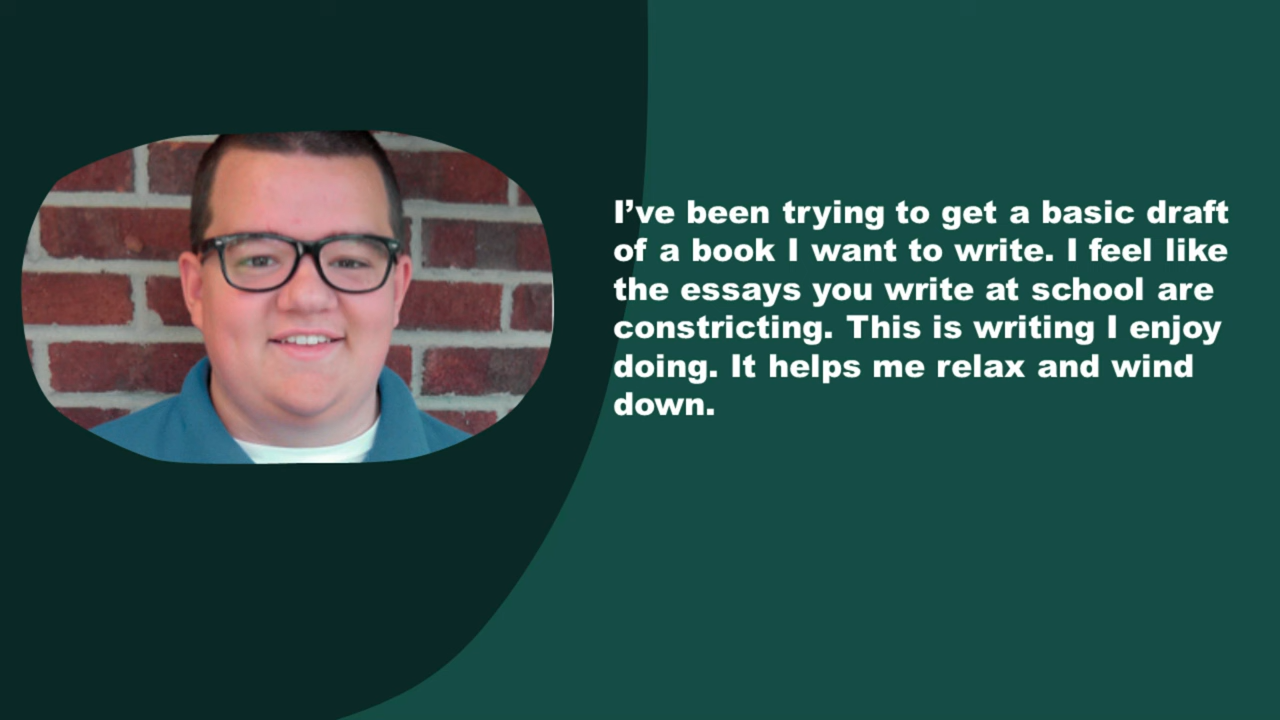 I’ve been trying to get a basic draft
of a book I want to write. I feel like
the essays you write at school are
constricting. This is writing I enjoy
doing. It helps me relax and wind
down.